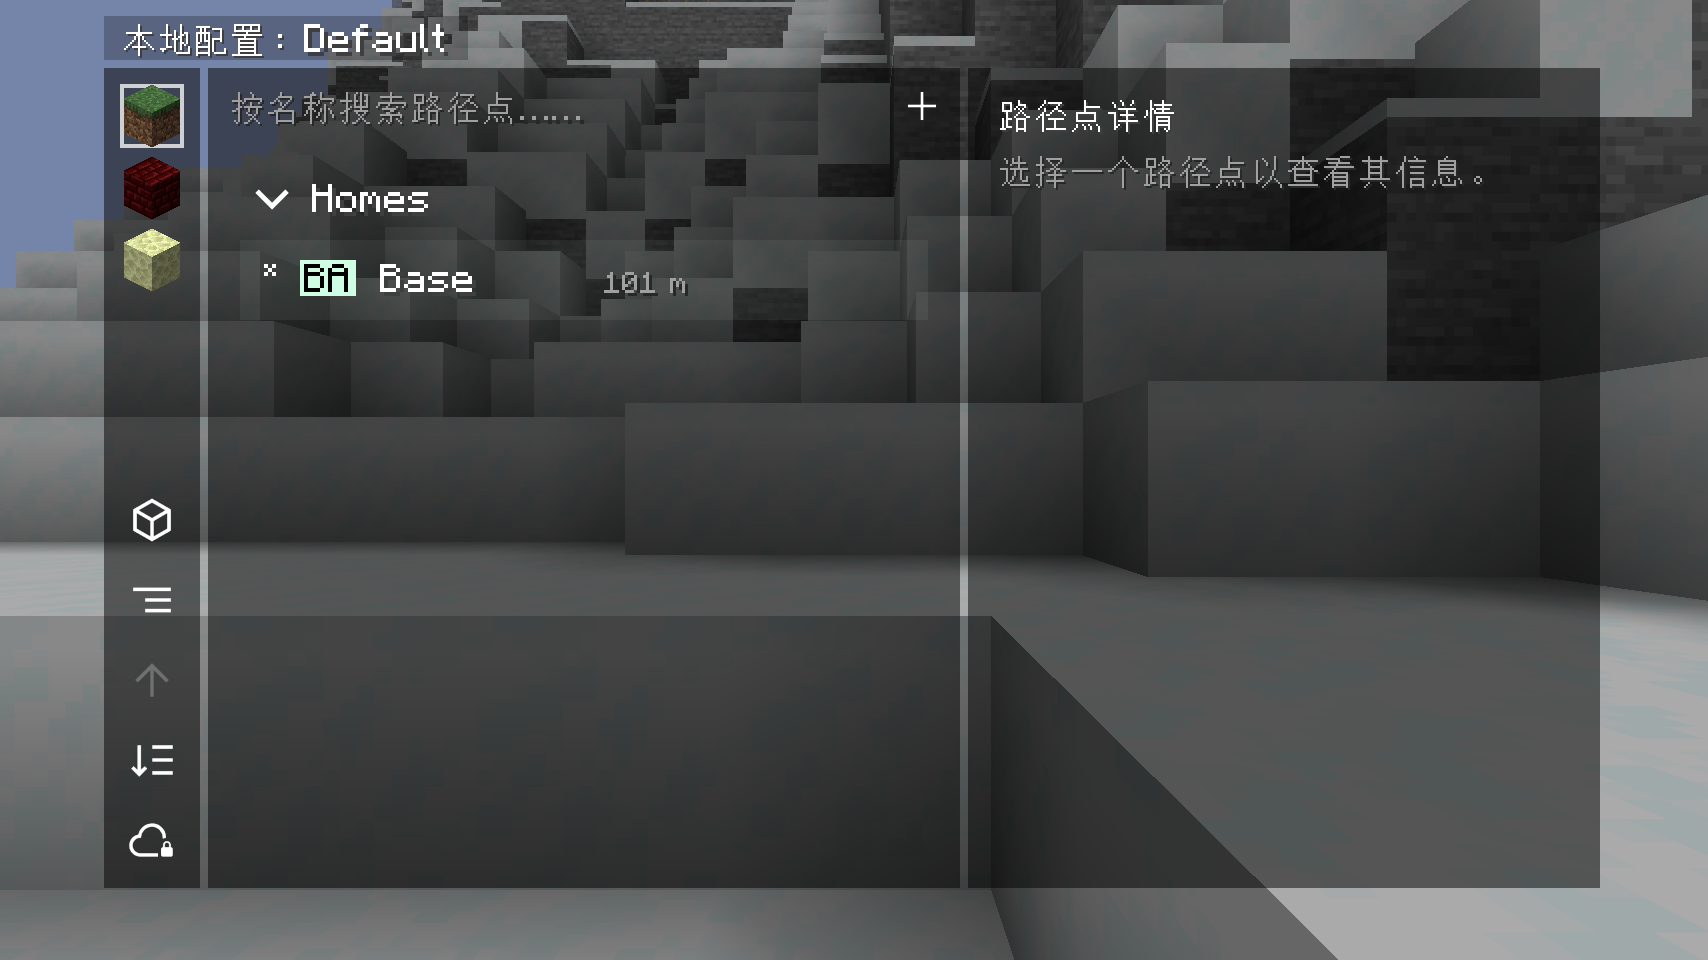 本地配置：Default
按名称搜索路径点……
Homes
BA Base 101 m
路径点详情
选择一个路径点以查看其信息。